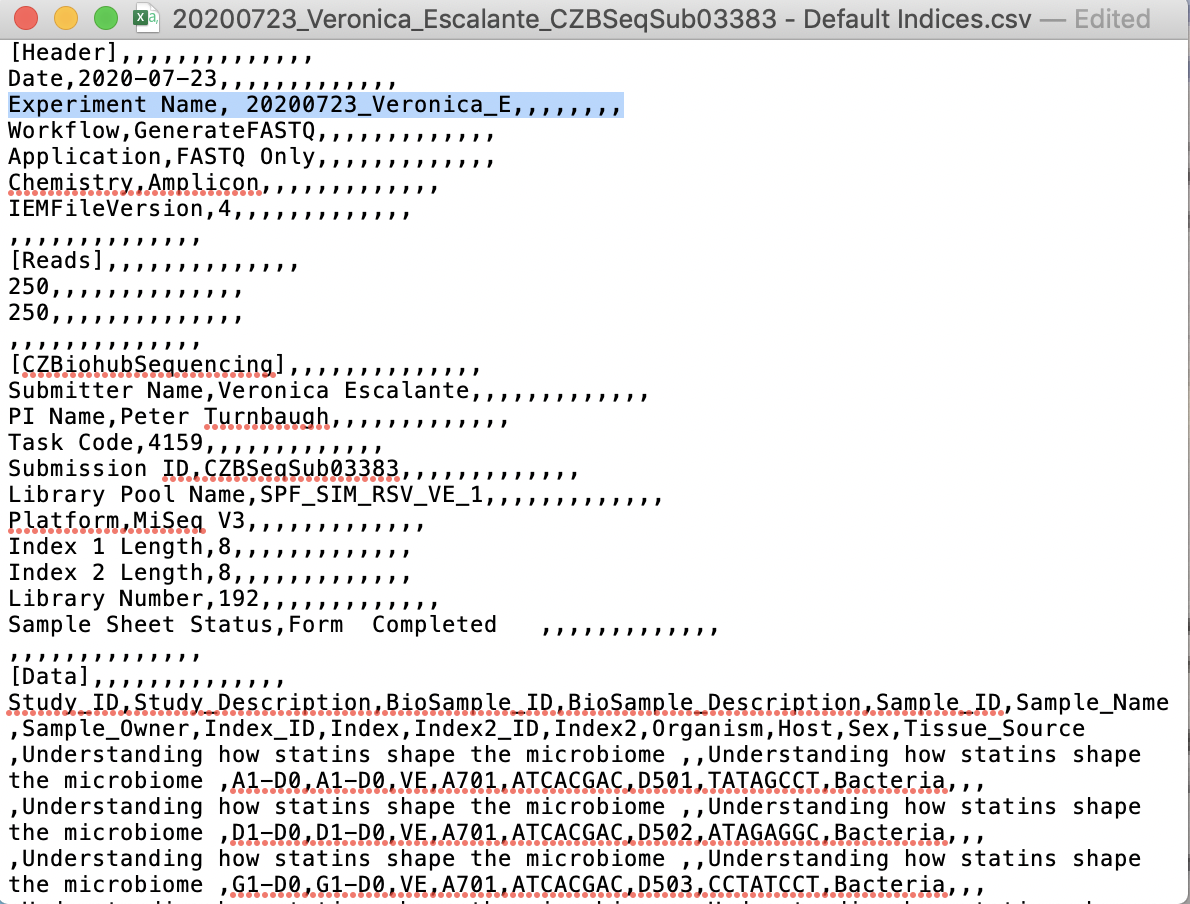 20200723_Veronica_Escalante_CZBSeqSub03383 - Default Indices.csv — Edited
[Header],,,,,,,,,,,,,,
Date,2020-07-23,,,,,,,,,,,,,
Experiment Name, 20200723_Veronica_E,,,,,,,,
Workflow,GenerateFASTQ,,,,,,,,,,,,,
Application,FASTQ Only,,,,,,,,,,,,,
Chemistry,Amplicon,,,,,,,,,,,,,
IEMFileVersion,4,,,,,,,,,,,,,
,,,,,,,,,,,,,,
[Reads],,,,,,,,,,,,,,
250,,,,,,,,,,,,,,
250,,,,,,,,,,,,,,
,,,,,,,,,,,,,,
[CZBiohubSequencing],,,,,,,,,,,,,,
Submitter Name,Veronica Escalante,,,,,,,,,,,,,
PI Name,Peter Turnbaugh,,,,,,,,,,,,,
Task Code,4159,,,,,,,,,,,,,
Submission ID,CZBSeqSub03383,,,,,,,,,,,,,
Library Pool Name,SPF_SIM_RSV_VE_1,,,,,,,,,,,,,
Platform,MiSeq V3,,,,,,,,,,,,,
Index 1 Length,8,,,,,,,,,,,,,
Index 2 Length,8,,,,,,,,,,,,,
Library Number,192,,,,,,,,,,,,,
Sample Sheet Status,Form  Completed   ,,,,,,,,,,,,,
,,,,,,,,,,,,,,
[Data],,,,,,,,,,,,,,
Study_ID,Study_Description,BioSample_ID,BioSample_Description,Sample_ID,Sample_Name
,Sample_Owner,Index_ID,Index,Index2_ID,Index2,Organism,Host,Sex,Tissue_Source
,Understanding how statins shape the microbiome ,,Understanding how statins shape
the microbiome ,A1-D0,A1-D0,VE,A701,ATCACGAC,D501,TATAGCCT,Bacteria,,,
,Understanding how statins shape the microbiome ,,Understanding how statins shape
the microbiome ,D1-D0,D1-D0,VE,A701,ATCACGAC,D502,ATAGAGGC,Bacteria,,,
,Understanding how statins shape the microbiome ,,Understanding how statins shape
the microbiome ,G1-D0,G1-D0,VE,A701,ATCACGAC,D503,CCTATCCT,Bacteria,,,